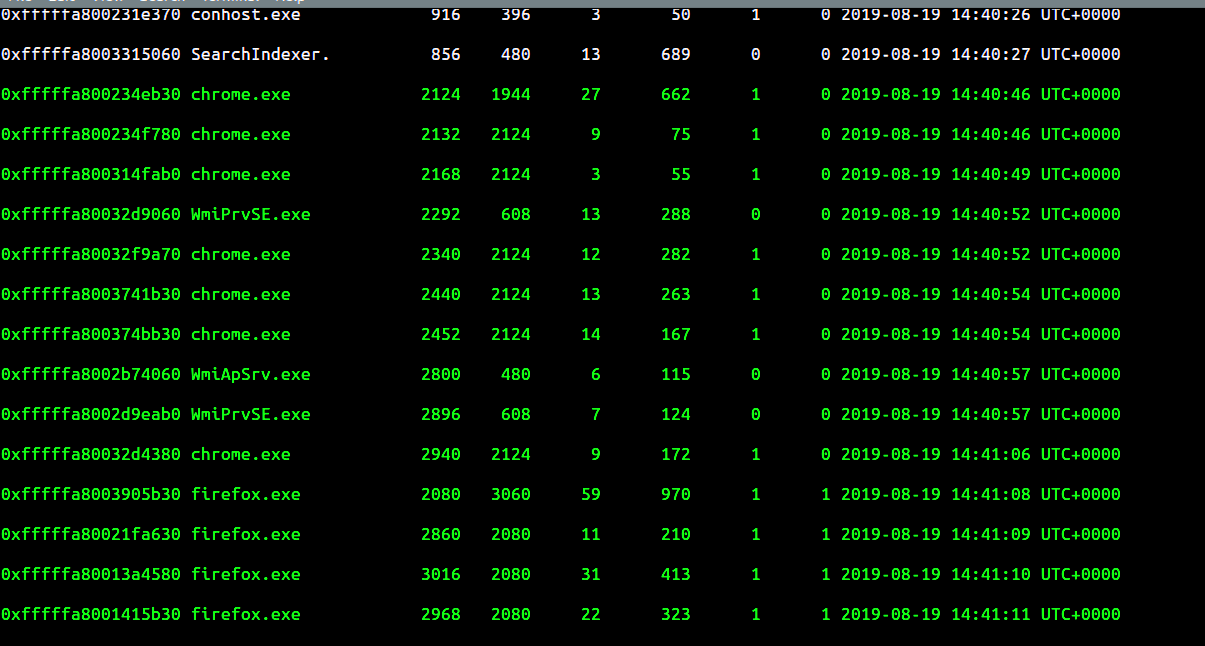 0xfffffa800231e370 conhost.exe 916 396 3 50 1 0 2019-08-19 14:40:26 UTC+0000
0xfffffa8003315060 SearchIndexer. 856 480 13 689 0 0 2019-08-19 14:40:27 UTC+0000
0xfffffa800234eb30 chrome.exe 2124 1944 27 662 1 0 2019-08-19 14:40:46 UTC+0000
0xfffffa800234f780 chrome.exe 2132 2124 9 75 1 0 2019-08-19 14:40:46 UTC+0000
0xfffffa800314fab0 chrome.exe 2168 2124 3 55 1 0 2019-08-19 14:40:49 UTC+0000
0xfffffa80032d9060 WmiPrvSE.exe 2292 608 13 288 0 0 2019-08-19 14:40:52 UTC+0000
0xfffffa80032f9a70 chrome.exe 2340 2124 12 282 1 0 2019-08-19 14:40:52 UTC+0000
0xfffffa8003741b30 chrome.exe 2440 2124 13 263 1 0 2019-08-19 14:40:54 UTC+0000
0xfffffa800374bb30 chrome.exe 2452 2124 14 167 1 0 2019-08-19 14:40:54 UTC+0000
0xfffffa8002b74060 WmiApSrv.exe 2800 480 6 115 0 0 2019-08-19 14:40:57 UTC+0000
0xfffffa8002d9eab0 WmiPrvSE.exe 2896 608 7 124 0 0 2019-08-19 14:40:57 UTC+0000
0xfffffa80032d4380 chrome.exe 2940 2124 9 172 1 0 2019-08-19 14:41:06 UTC+0000
0xfffffa8003905b30 firefox.exe 2080 3060 59 970 1 1 2019-08-19 14:41:08 UTC+0000
0xfffffa80021fa630 firefox.exe 2860 2080 11 210 1 1 2019-08-19 14:41:09 UTC+0000
0xfffffa80013a4580 firefox.exe 3016 2080 31 413 1 1 2019-08-19 14:41:10 UTC+0000
0xfffffa8001415b30 firefox.exe 2968 2080 22 323 1 1 2019-08-19 14:41:11 UTC+0000